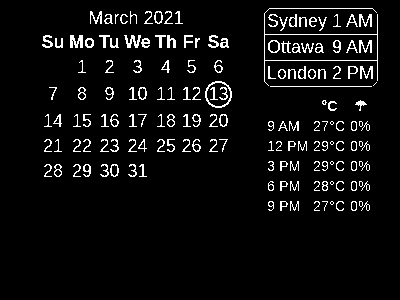 March 2021
Su Mo Tu We Th Fr Sa
1 2 3 4 5 6
7 8 9 10 11 12 13
14 15 16 17 18 19 20
21 22 23 24 25 26 27
28 29 30 31
Sydney 1 AM
Ottawa 9 AM
London 2 PM
°C ☂
9 AM 27°C 0%
12 PM 29°C 0%
3 PM 29°C 0%
6 PM 28°C 0%
9 PM 27°C 0%